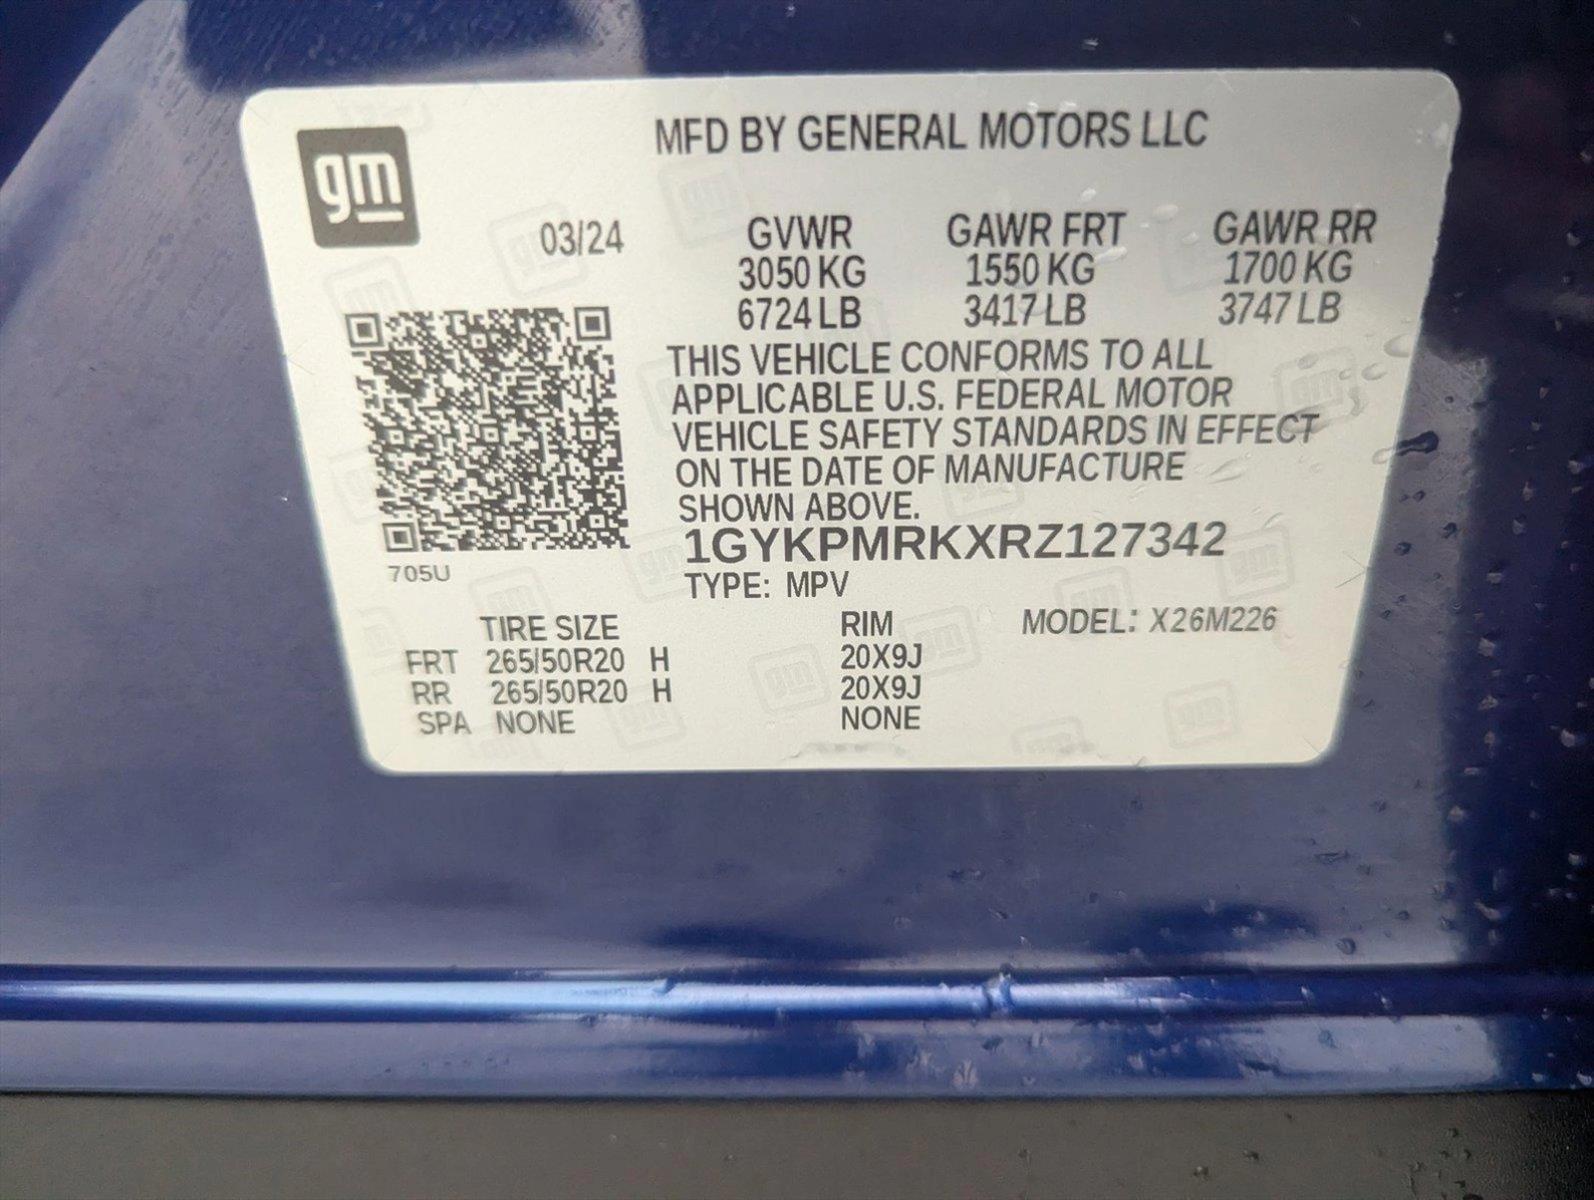 gm
MFD BY GENERAL MOTORS LLC
03/24 GVWR GAWR FRT GAWR RR
3050 KG 1550 KG 1700 KG
6724 LB 3417 LB 3747 LB
THIS VEHICLE CONFORMS TO ALL
APPLICABLE U.S. FEDERAL MOTOR
VEHICLE SAFETY STANDARDS IN EFFECT
ON THE DATE OF MANUFACTURE
SHOWN ABOVE.
1GYKPMRKXRZ127342
705U
TYPE: MPV
TIRE SIZE RIM MODEL: X26M226
FRT 265/50R20 H 20X9J
RR 265/50R20 H 20X9J
SPA NONE NONE